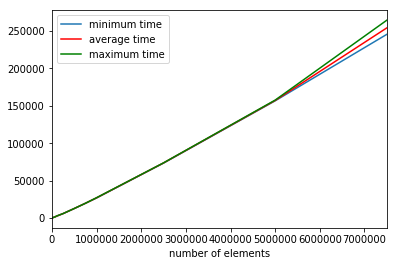 minimum time
average time
maximum time
250000
200000
150000
100000
50000
0
0 1000000 2000000 3000000 4000000 5000000 6000000 7000000
number of elements